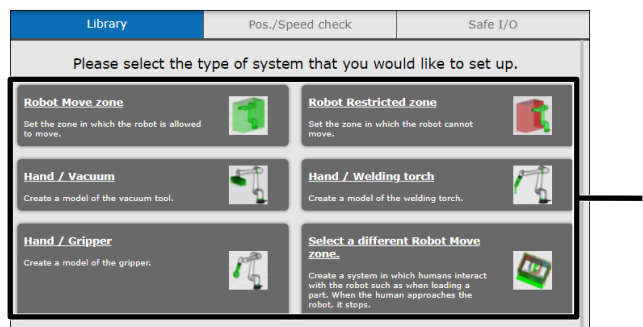 Library
Pos./Speed check
Safe I/O
Please select the type of system that you would like to set up.
Robot Move zone
Set the zone in which the robot is allowed
to move.
Robot Restricted zone
Set the zone in which the robot cannot
move.
Hand / Vacuum
Create a model of the vacuum tool.
Hand / Welding torch
Create a model of the welding torch.
Hand / Gripper
Create a model of the gripper.
Select a different Robot Move
zone.
Create a system in which humans interact
with the robot such as when loading a
part. When the human approaches the
robot, it stops.